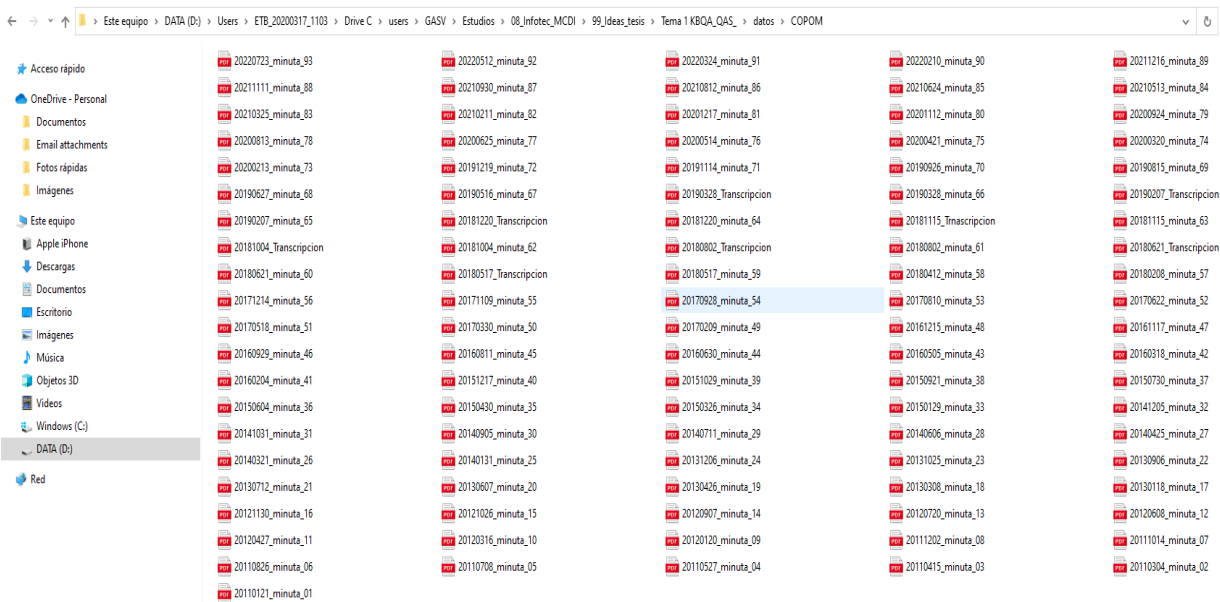 Este equipo > DATA (D:) > Users > ETB_20200317_1103 > Drive C > users > GASV > Estudios > 08_Infotec_MCDI > 99_Ideas_tesis > Tema 1 KBQA_QAS_ > datos > COPOM
Acceso rápido
OneDrive - Personal
Documentos
Email attachments
Fotos rápidas
Imágenes
Este equipo
Apple iPhone
Descargas
Documentos
Escritorio
Imágenes
Música
Objetos 3D
Videos
Windows (C:)
DATA (D:)
Red
20220723_minuta_93 20220512_minuta_92 20220324_minuta_91 20220210_minuta_90 20211216_minuta_89
20211111_minuta_88 20210930_minuta_87 20210812_minuta_86 20210624_minuta_85 20210513_minuta_84
20210325_minuta_83 20210211_minuta_82 20201217_minuta_81 20201112_minuta_80 20200924_minuta_79
20200813_minuta_78 20200625_minuta_77 20200514_minuta_76 20200421_minuta_75 20200320_minuta_74
20200213_minuta_73 20191219_minuta_72 20191114_minuta_71 20190926_minuta_70 20190815_minuta_69
20190627_minuta_68 20190516_minuta_67 20190328_Transcripcion 20190328_minuta_66 20190207_Transcripcion
20190207_minuta_65 20181220_Transcripcion 20181220_minuta_64 20181115_Trnascripcion 20181115_minuta_63
20181004_Transcripcion 20181004_minuta_62 20180802_Transcripcion 20180802_minuta_61 20180621_Transcripcion
20180621_minuta_60 20180517_Transcripcion 20180517_minuta_59 20180412_minuta_58 20180208_minuta_57
20171214_minuta_56 20171109_minuta_55 20170928_minuta_54 20170810_minuta_53 20170622_minuta_52
20170518_minuta_51 20170330_minuta_50 20170209_minuta_49 20161215_minuta_48 20161117_minuta_47
20160929_minuta_46 20160811_minuta_45 20160630_minuta_44 20160505_minuta_43 20160318_minuta_42
20160204_minuta_41 20151217_minuta_40 20151029_minuta_39 20150921_minuta_38 20150730_minuta_37
20150604_minuta_36 20150430_minuta_35 20150326_minuta_34 20150129_minuta_33 20141205_minuta_32
20141031_minuta_31 20140905_minuta_30 20140711_minuta_29 20140606_minuta_28 20140425_minuta_27
20140321_minuta_26 20140131_minuta_25 20131206_minuta_24 20131025_minuta_23 20130906_minuta_22
20130712_minuta_21 20130607_minuta_20 20130426_minuta_19 20130308_minuta_18 20130118_minuta_17
20121130_minuta_16 20121026_minuta_15 20120907_minuta_14 20120720_minuta_13 20120608_minuta_12
20120427_minuta_11 20120316_minuta_10 20120120_minuta_09 20111202_minuta_08 20111014_minuta_07
20110826_minuta_06 20110708_minuta_05 20110527_minuta_04 20110415_minuta_03 20110304_minuta_02
20110121_minuta_01